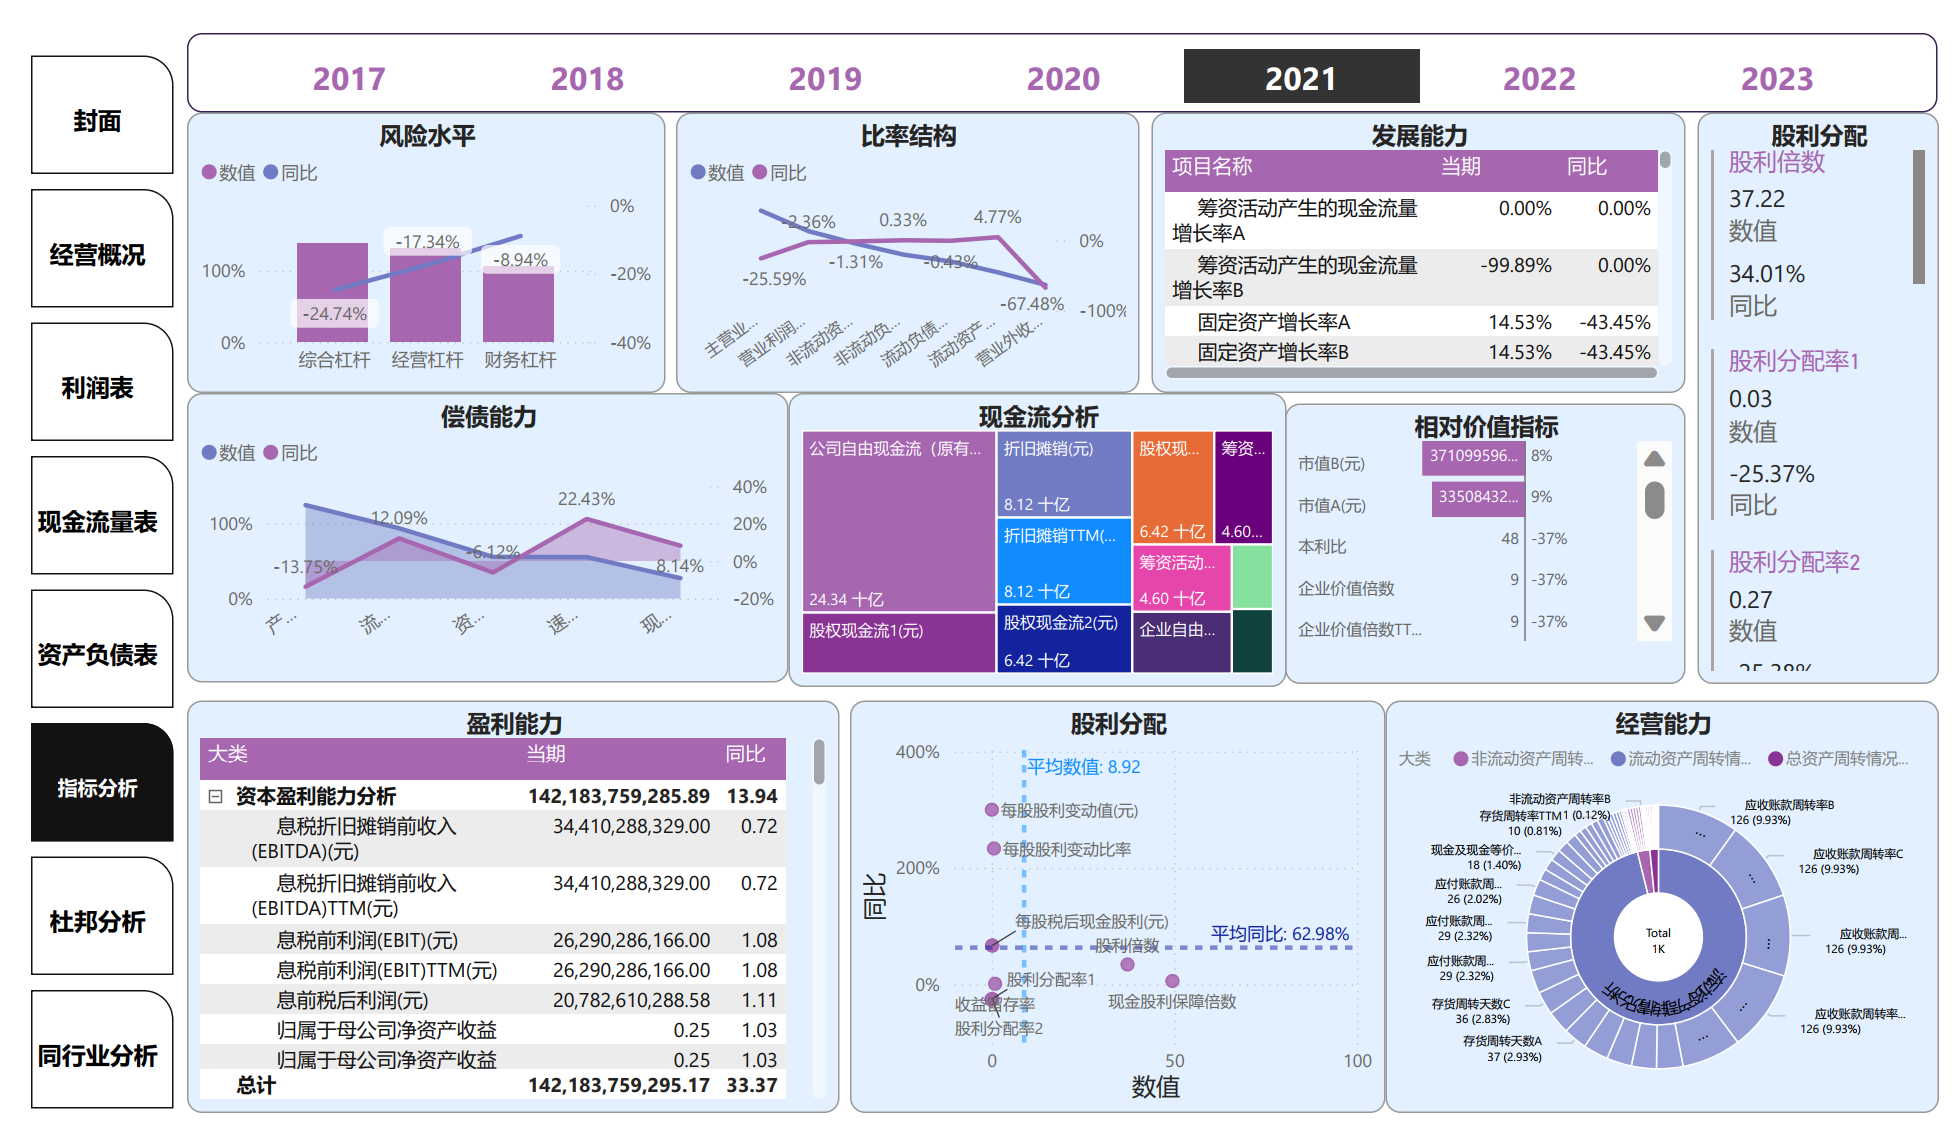 2017
2018
2019
2020
2021
2022
2023
封面
经营概况
利润表
现金流量表
资产负债表
指标分析
杜邦分析
同行业分析
风险水平
数值
同比
0%
-20%
-40%
100%
0%
-24.74%
-17.34%
-8.94%
综合杠杆
经营杠杆
财务杠杆
比率结构
数值
同比
-25.59%
-2.36%
-1.31%
0.33%
-0.43%
4.77%
-67.48%
0%
-100%
主营业...
营业利润...
非流动资...
非流动负...
流动负债...
流动资产...
营业外收...
发展能力
项目名称 当期 同比
筹资活动产生的现金流量
增长率A 0.00% 0.00%
筹资活动产生的现金流量
增长率B -99.89% 0.00%
固定资产增长率A 14.53% -43.45%
固定资产增长率B 14.53% -43.45%
股利分配
股利倍数
37.22
数值
34.01%
同比
股利分配率1
0.03
数值
-25.37%
同比
股利分配率2
0.27
数值
-25.38%
偿债能力
数值
同比
100%
0%
40%
20%
0%
-20%
-13.75%
12.09%
-6.12%
22.43%
8.14%
产...
流...
资...
速...
现...
现金流分析
公司自由现金流（原有...
24.34 十亿
股权现金流1(元)
折旧摊销(元)
8.12 十亿
折旧摊销TTM(...
8.12 十亿
股权现金流2(元)
6.42 十亿
股权现...
6.42 十亿
筹资...
4.60...
筹资活动...
4.60 十亿
企业自由...
相对价值指标
市值B(元) 371099596... 8%
市值A(元) 33508432... 9%
本利比 48 -37%
企业价值倍数 9 -37%
企业价值倍数TT... 9 -37%
盈利能力
大类 当期 同比
资本盈利能力分析 142,183,759,285.89 13.94
息税折旧摊销前收入
(EBITDA)(元) 34,410,288,329.00 0.72
息税折旧摊销前收入
(EBITDA)TTM(元) 34,410,288,329.00 0.72
息税前利润(EBIT)(元) 26,290,286,166.00 1.08
息税前利润(EBIT)TTM(元) 26,290,286,166.00 1.08
息前税后利润(元) 20,782,610,288.58 1.11
归属于母公司净资产收益 0.25 1.03
归属于母公司净资产收益 0.25 1.03
总计 142,183,759,295.17 33.37
股利分配
400%
200%
0%
同比
平均数值: 8.92
每股股利变动值(元)
每股股利变动比率
每股税后现金股利(元)
平均同比: 62.98%
股利倍数
股利分配率1
收益留存率
现金股利保障倍数
股利分配率2
0
50
100
数值
经营能力
大类
非流动资产周转...
流动资产周转情...
总资产周转情况...
非流动资产周转率B
1 (0.12%)
存货周转率TTM
10 (0.81%)
现金及现金等价...
18 (1.40%)
应付账款周...
26 (2.02%)
应付账款周...
29 (2.32%)
应付账款周...
29 (2.32%)
存货周转天数C
36 (2.83%)
存货周转天数A
37 (2.93%)
应收账款周转率B
126 (9.93%)
应收账款周转率C
126 (9.93%)
应收账款周...
126 (9.93%)
应收账款周转率...
126 (9.93%)
Total
1K
流动资产周转情况分析